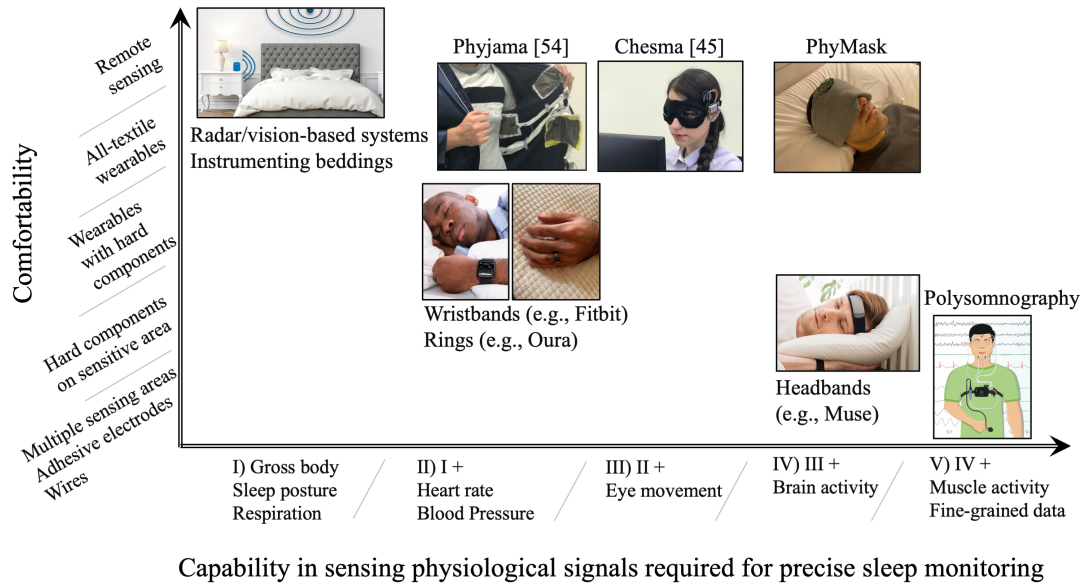 Comfortability
Remote
sensing
All-textile
wearables
Wearables
with hard
components
Hard components
on sensitive area
Multiple sensing areas
Adhesive electrodes
Wires
Radar/vision-based systems
Instrumenting beddings
Phyjama [54]
Chesma [45]
PhyMask
Wristbands (e.g., Fitbit)
Rings (e.g., Oura)
Headbands
(e.g., Muse)
Polysomnography
I) Gross body
Sleep posture
Respiration
II) I +
Heart rate
Blood Pressure
III) II +
Eye movement
IV) III +
Brain activity
V) IV +
Muscle activity
Fine-grained data
Capability in sensing physiological signals required for precise sleep monitoring